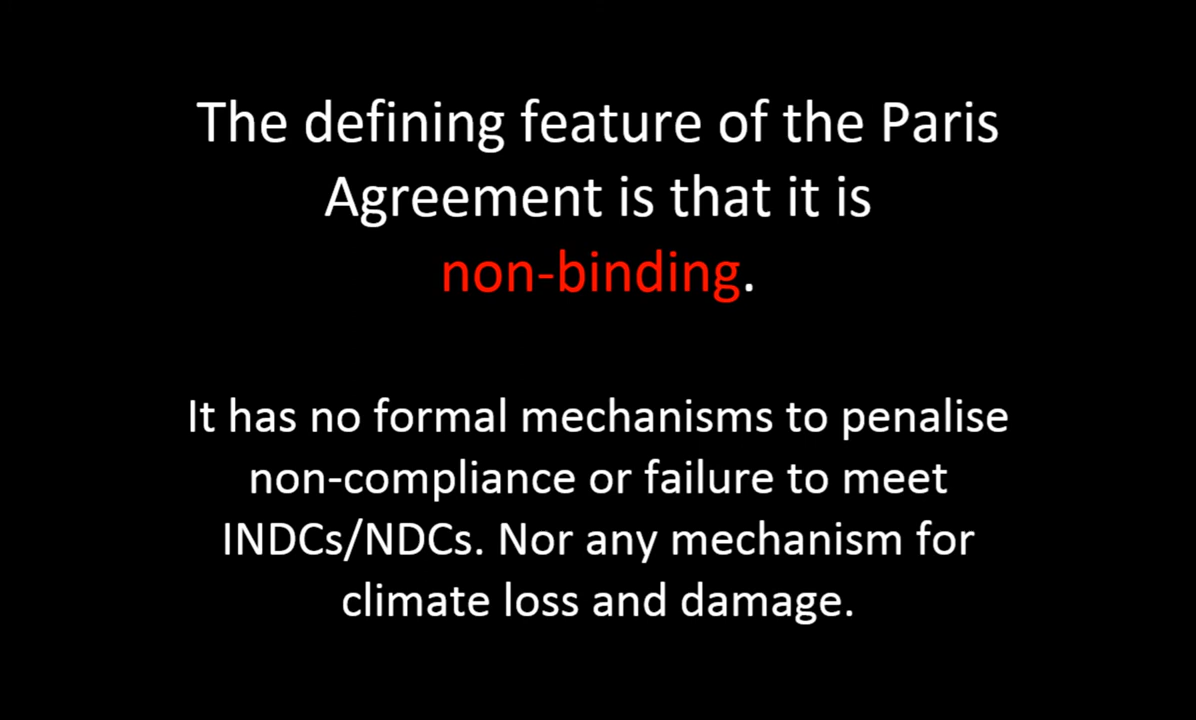 The defining feature of the Paris
Agreement is that it is
non-binding.
It has no formal mechanisms to penalise
non-compliance or failure to meet
INDCs/NDCs. Nor any mechanism for
climate loss and damage.